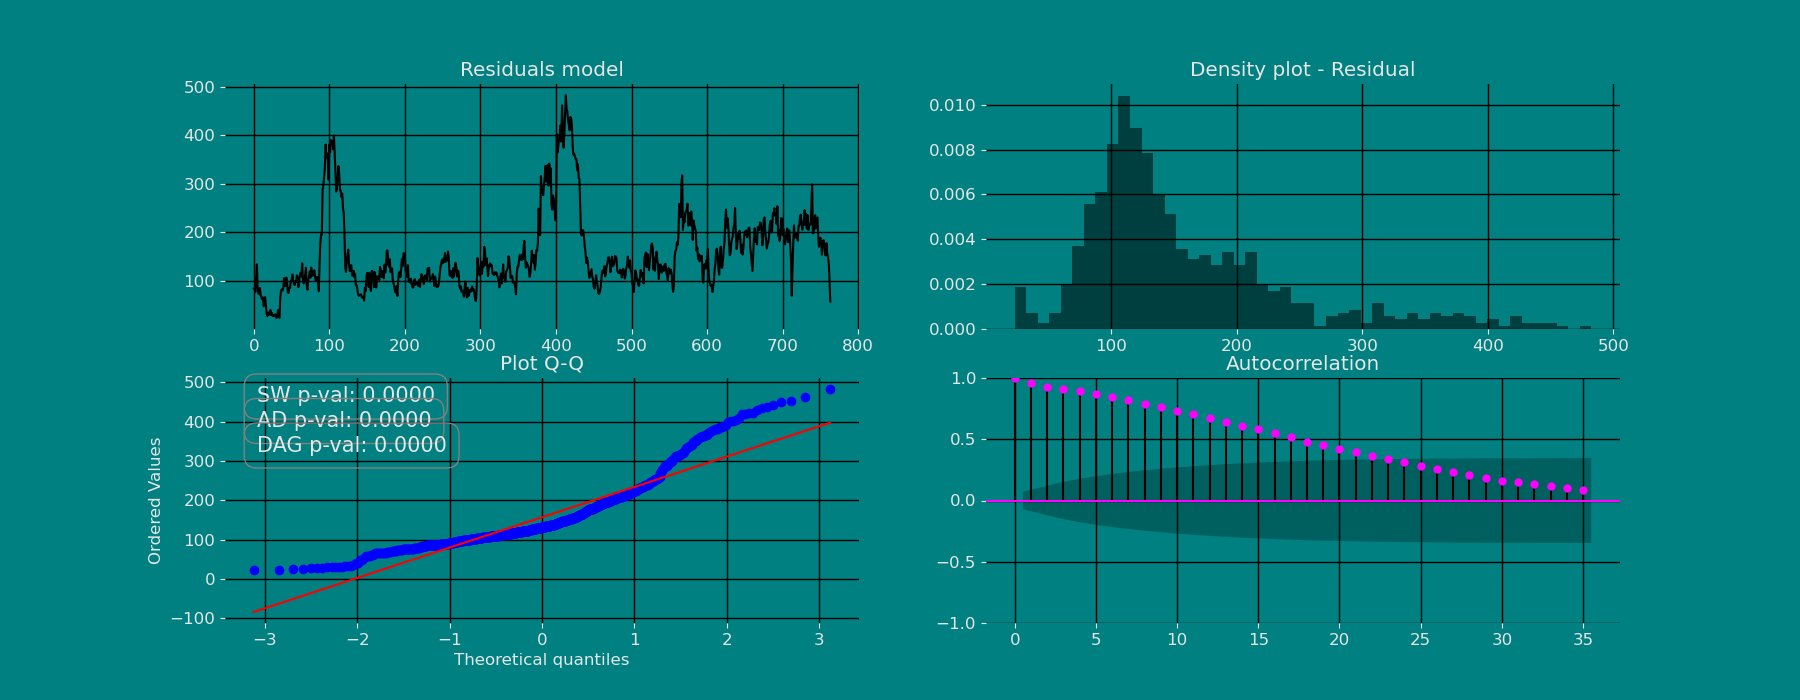 Residuals model
500
400
300
200
100
0 100 200 300 400 500 600 700 800
Density plot - Residual
0.010
0.008
0.006
0.004
0.002
0.000
100 200 300 400 500
Plot Q-Q
SW p-val: 0.0000
AD p-val: 0.0000
DAG p-val: 0.0000
Ordered Values
500
400
300
200
100
0
−100
−3 −2 −1 0 1 2 3
Theoretical quantiles
Autocorrelation
1.0
0.5
0.0
−0.5
−1.0
0 5 10 15 20 25 30 35